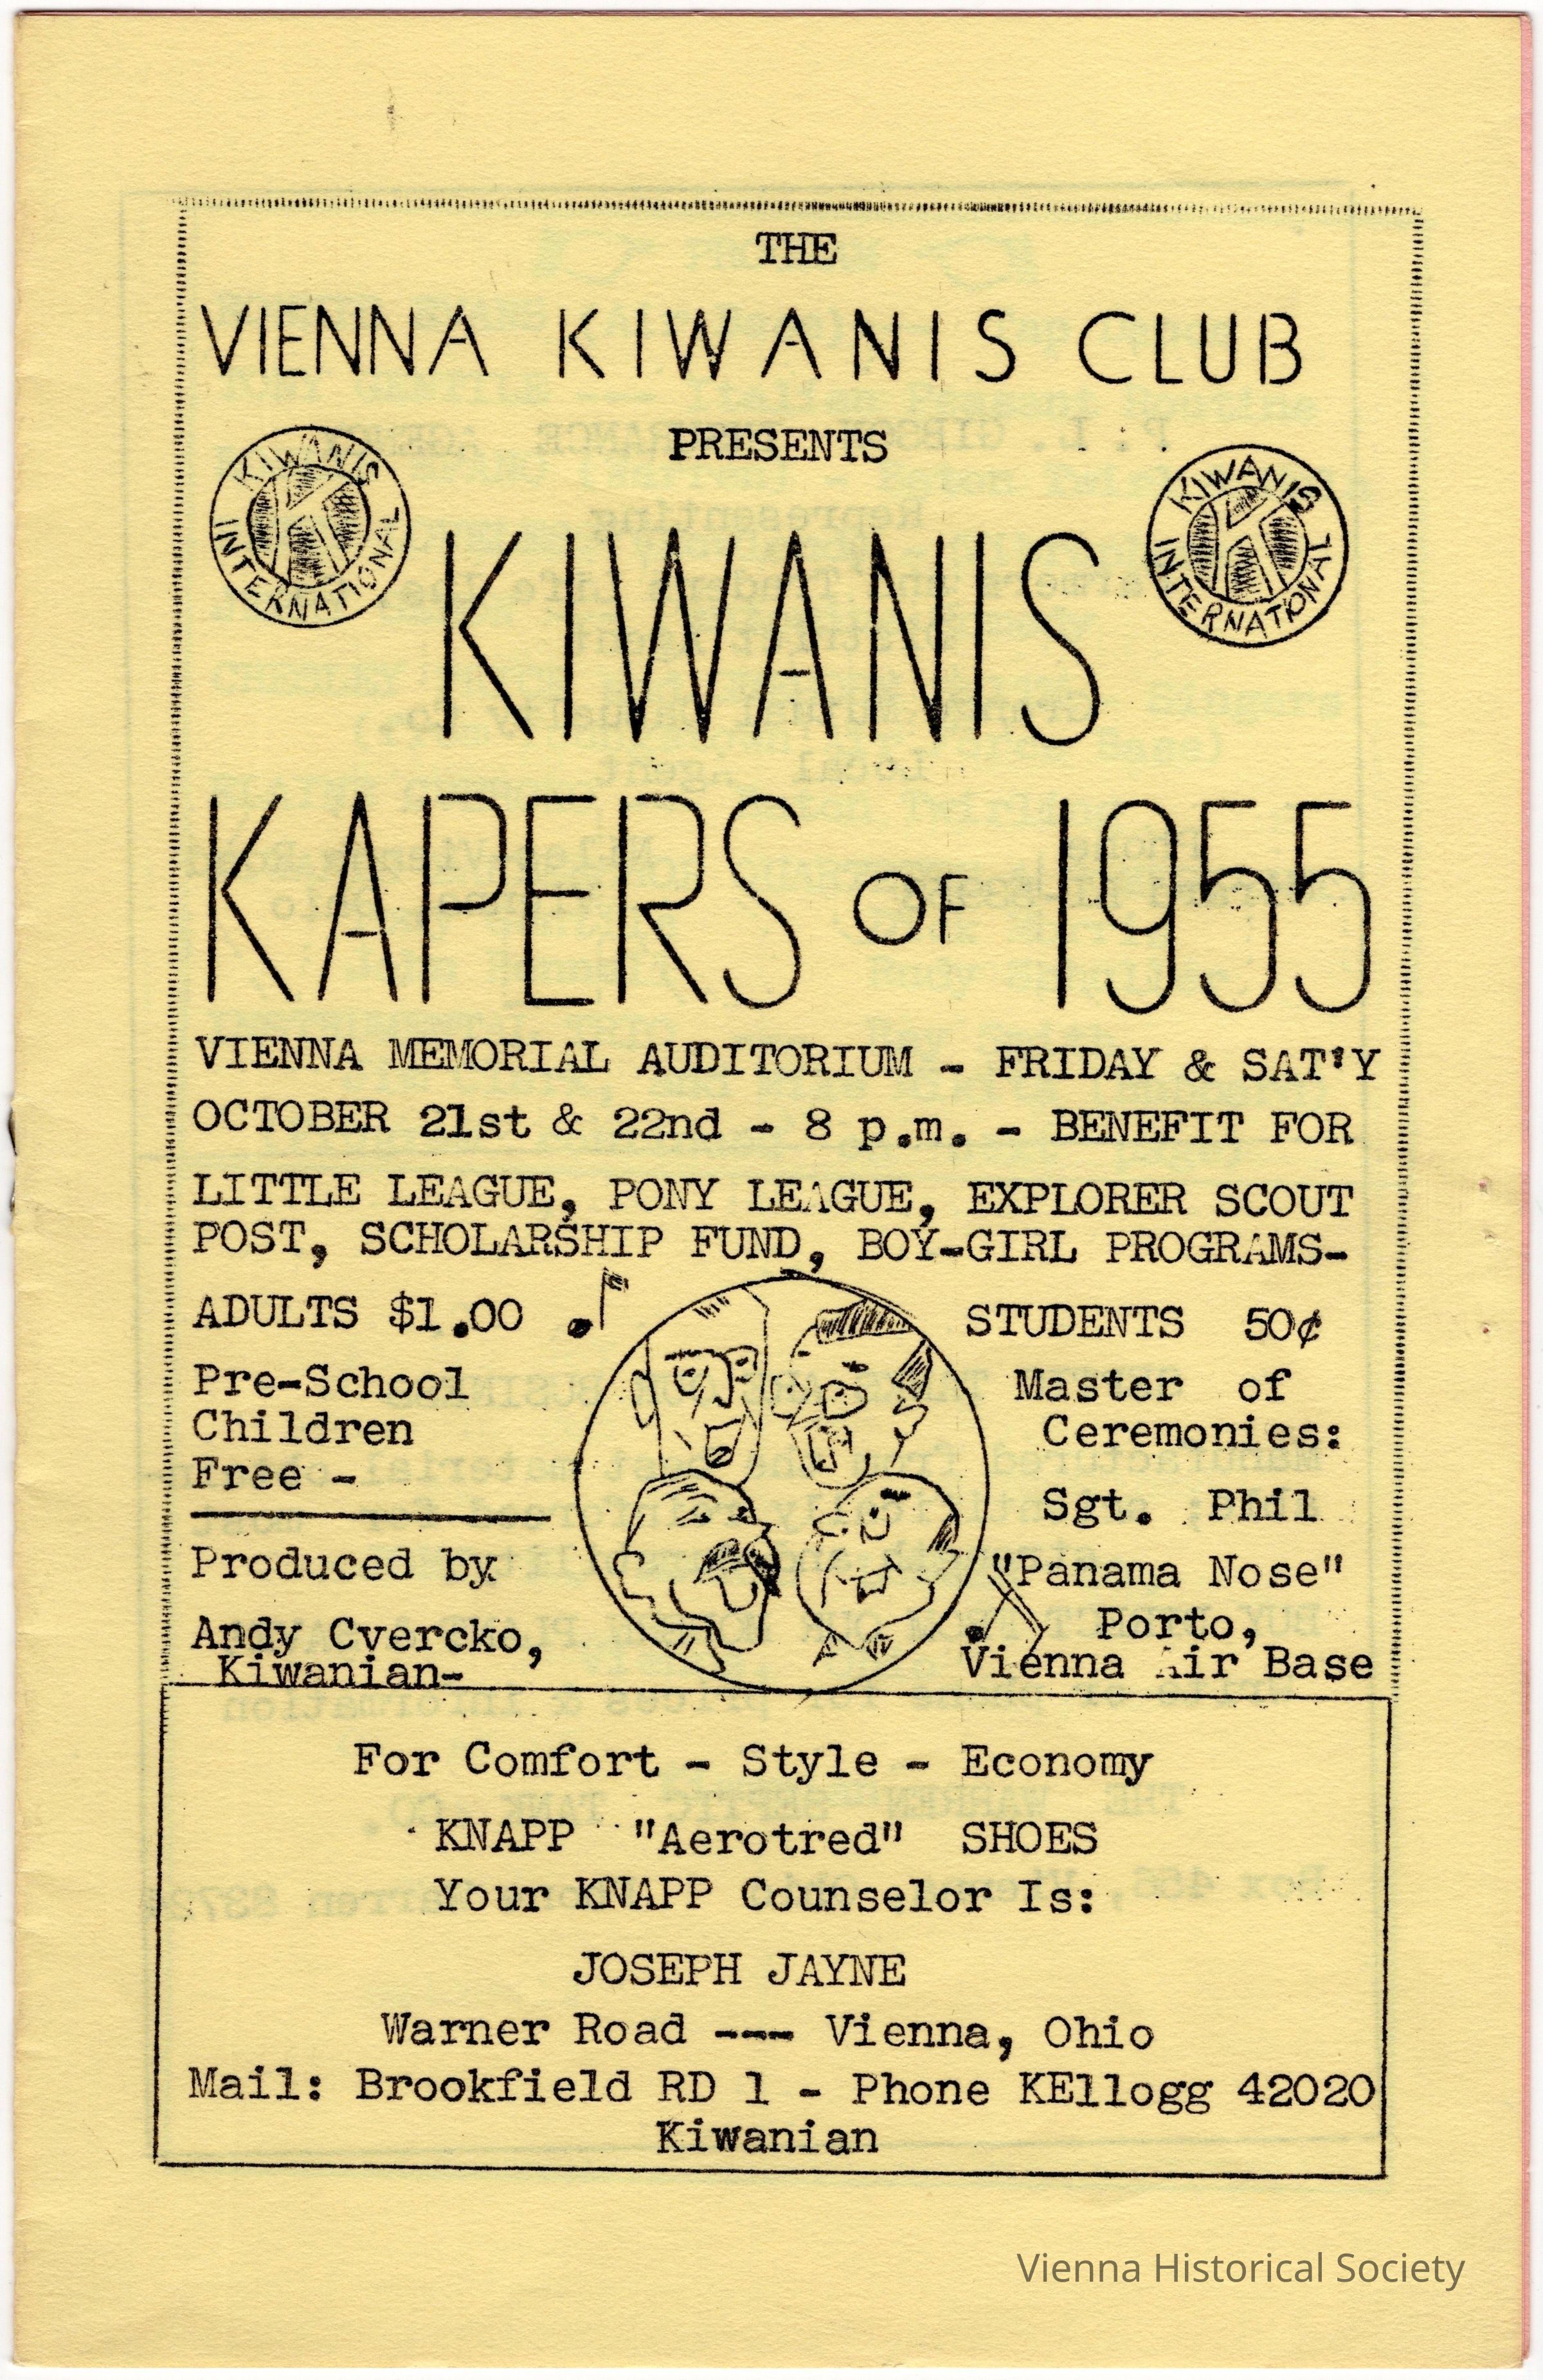 THE
VIENNA KIWANIS CLUB
PRESENTS
KIWANIS INTERNATIONAL
KIWANIS INTERNATIONAL
KIWANIS
KAPERS OF 1955
VIENNA MEMORIAL AUDITORIUM - FRIDAY & SAT'Y
OCTOBER 21st & 22nd - 8 p.m. - BENEFIT FOR
LITTLE LEAGUE, PONY LEAGUE, EXPLORER SCOUT
POST, SCHOLARSHIP FUND, BOY-GIRL PROGRAMS-
ADULTS $1.00
STUDENTS 50¢
Pre-School
Children
Free -
Produced by
Andy Cvercko,
Kiwanian-
Master of
Ceremonies:
Sgt. Phil
"Panama Nose"
Porto,
Vienna Air Base
For Comfort - Style - Economy
KNAPP "Aerotred" SHOES
Your KNAPP Counselor Is:
JOSEPH JAYNE
Warner Road --- Vienna, Ohio
Mail: Brookfield RD 1 - Phone KEllogg 42020
Kiwanian
Vienna Historical Society